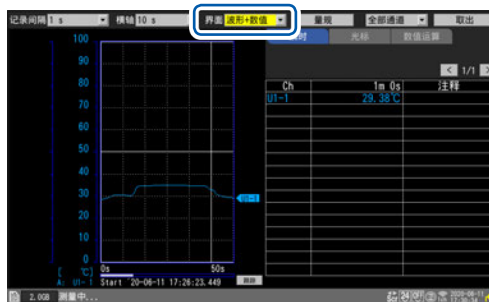 记录间隔 1 s 横轴 10 s 界面 波形+数值 量规 全部通道 取出
时 光标 数值运算
< 1/1 >
Ch 1m 0s 注释
U1-1 29.38℃
100
90
80
70
60
50
40
30
20
10
0
U1-1
[ ℃]
0s 50s
A: U1- 1 Start '20-06-11 17:26:23.449
2.0GB 测量中...
2020-06-11